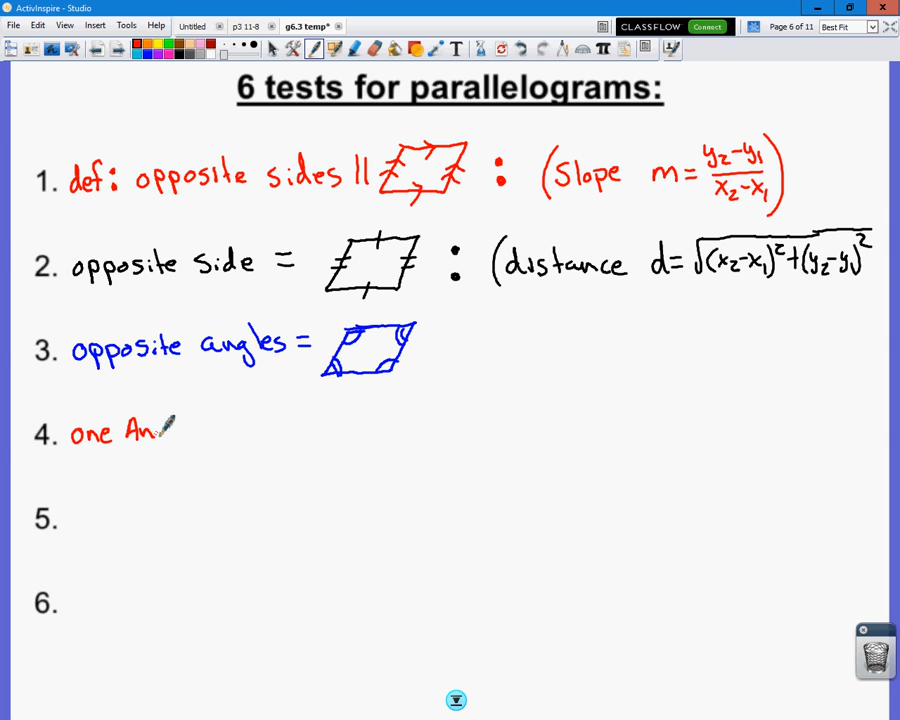 ActivInspire - Studio
File Edit View Insert Tools Help Untitled p3 11-8 g6.3 temp* CLASSFLOW Connect Page 6 of 11 Best Fit
6 tests for parallelograms:
1. def: opposite sides || : (Slope m = y₂-y₁/x₂-x₁)
2. opposite side = : (distance d= √(x₂-x₁)²+(y₂-y₁)²
3. opposite angles =
4. one An
5.
6.